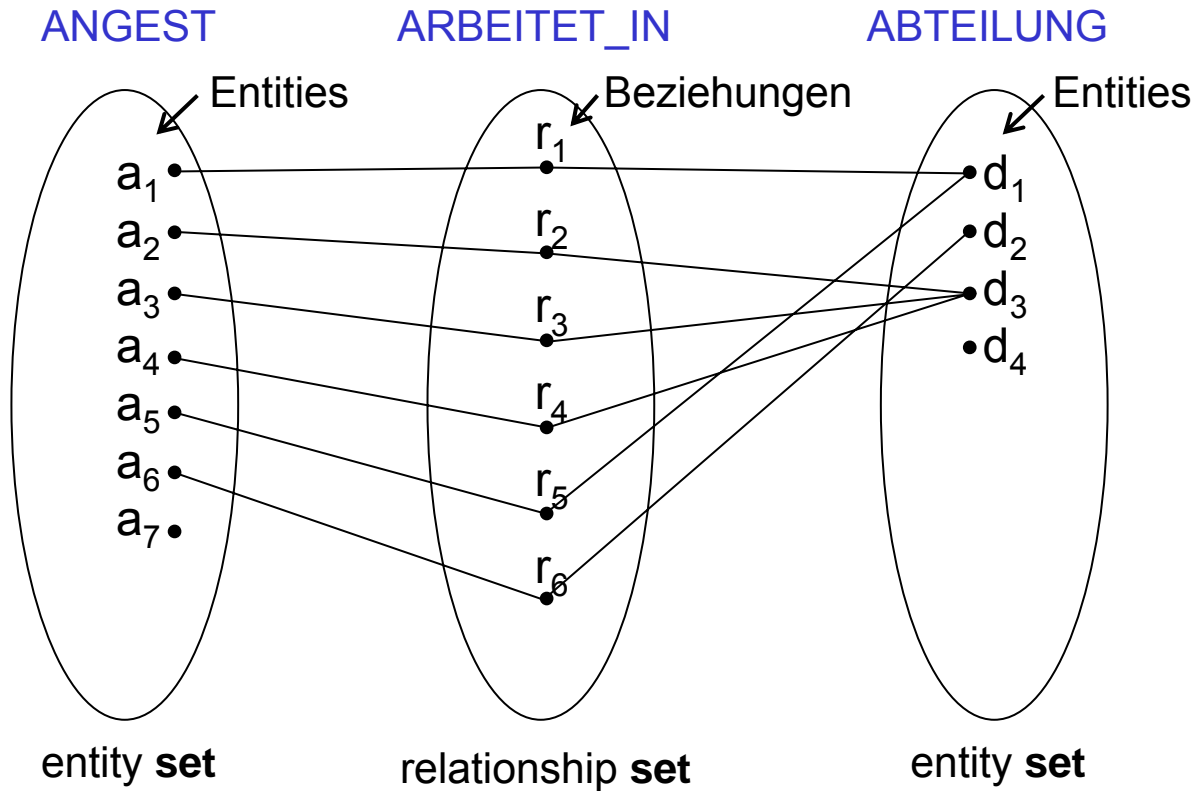 ANGEST ARBEITET_IN ABTEILUNG
Entities Beziehungen Entities
r₁
a₁ d₁
a₂ r₂ d₂
a₃ r₃ d₃
a₄ d₄
a₅ r₄
a₆ r₅
a₇
r₆
entity set relationship set entity set